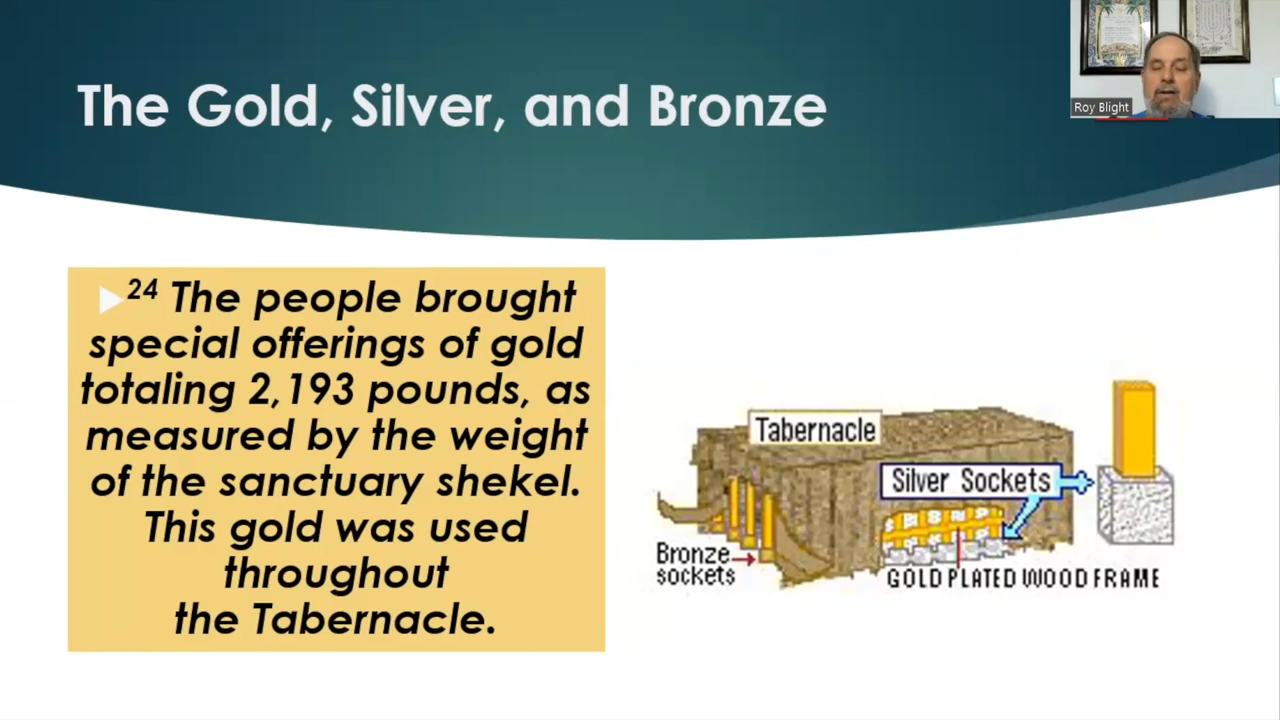 The Gold, Silver, and Bronze
Roy Blight
24 The people brought
special offerings of gold
totaling 2,193 pounds, as
measured by the weight
of the sanctuary shekel.
This gold was used
throughout
the Tabernacle.
Tabernacle
Silver Sockets
Bronze
sockets
GOLD PLATED WOOD FRAME